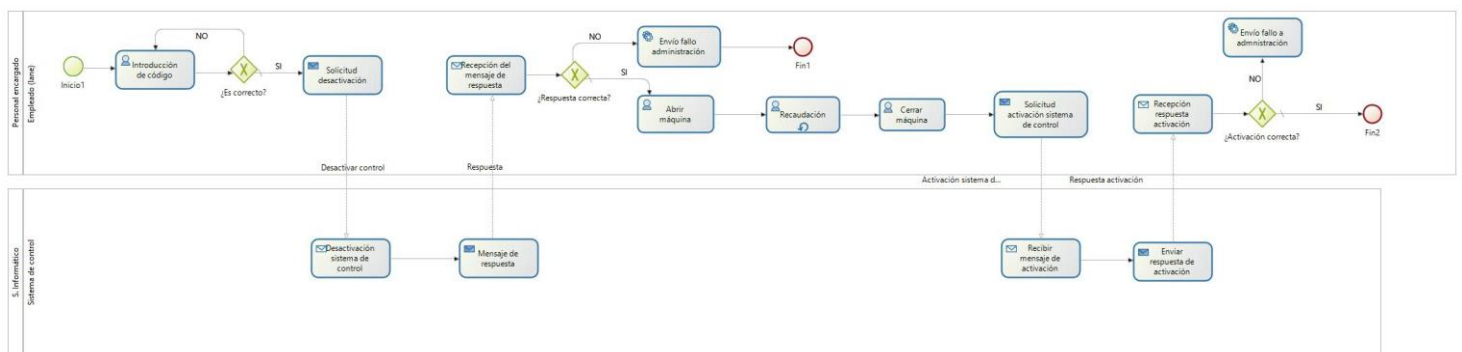 Personal encargado
Empleado (lane)
Inicio1
Introducción
de código
NO
¿Es correcto?
SI
Solicitud
desactivación
Desactivar control
Recepción del
mensaje de
respuesta
Respuesta
¿Respuesta correcta?
NO
Envío fallo
administración
Fin1
SI
Abrir
máquina
Recaudación
Cerrar
máquina
Solicitud
activación sistema
de control
Activación sistema d...
Recepción
respuesta
activación
Respuesta activación
¿Activación correcta?
NO
Envío fallo a
admnistración
SI
Fin2
S. Informático
Sistema de control
Desactivación
sistema de
control
Mensaje de
respuesta
Recibir
mensaje de
activación
Enviar
respuesta de
activación